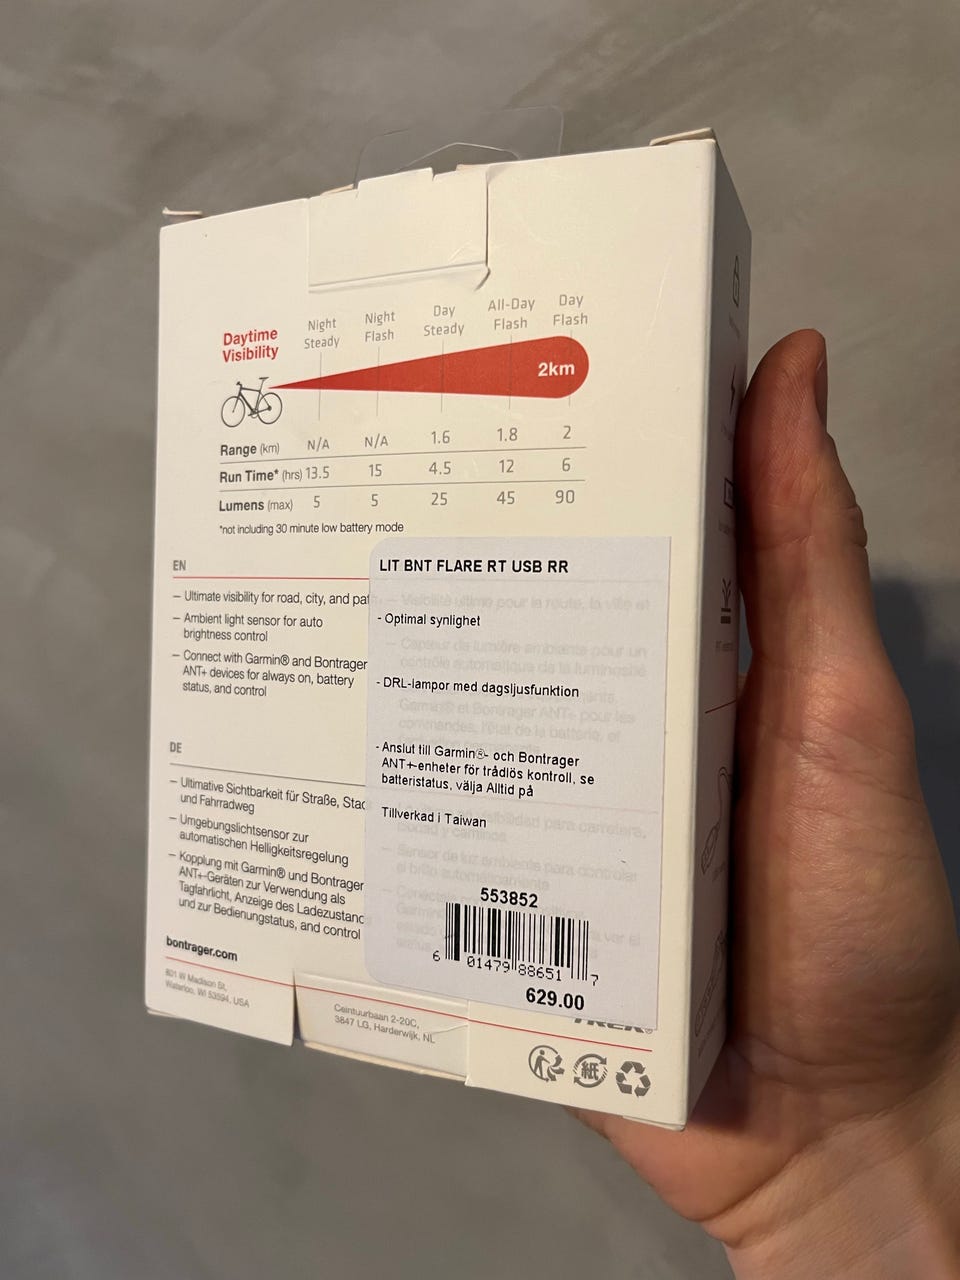 Daytime
Visibility
Night
Steady
Night
Flash
Day
Steady
All-Day
Flash
Day
Flash
2km
Range (km) N/A N/A 1.6 1.8 2
Run Time* (hrs) 13.5 15 4.5 12 6
Lumens (max) 5 5 25 45 90
*not including 30 minute low battery mode
EN
– Ultimate visibility for road, city, and
– Ambient light sensor for auto
brightness control
– Connect with Garmin® and Bontrager
ANT+ devices for always on, battery
status, and control
DE
– Ultimative Sichtbarkeit für Straße,
und Fahrradweg
– Umgebungslichtsensor zur
automatischen Helligkeitsregelung
– Kopplung mit Garmin® und Bontrager
ANT+-Geräten zur Verwendung als
Tagfahrlicht, Anzeige des
und zur Bedienungstatus, and control
bontrager.com
801 W Madison St,
Waterloo, WI 53594, USA
Ceintuurbaan 2-20C,
3847 LG, Harderwijk, NL
LIT BNT FLARE RT USB RR
- Optimal synlighet
- DRL-lampor med dagsljusfunktion
- Anslut till Garmin®- och Bontrager
ANT+-enheter för trådlös kontroll, se
batteristatus, välja Alltid på
Tillverkad i Taiwan
553852
6 01479 88651 7
629.00
TREK®
紙